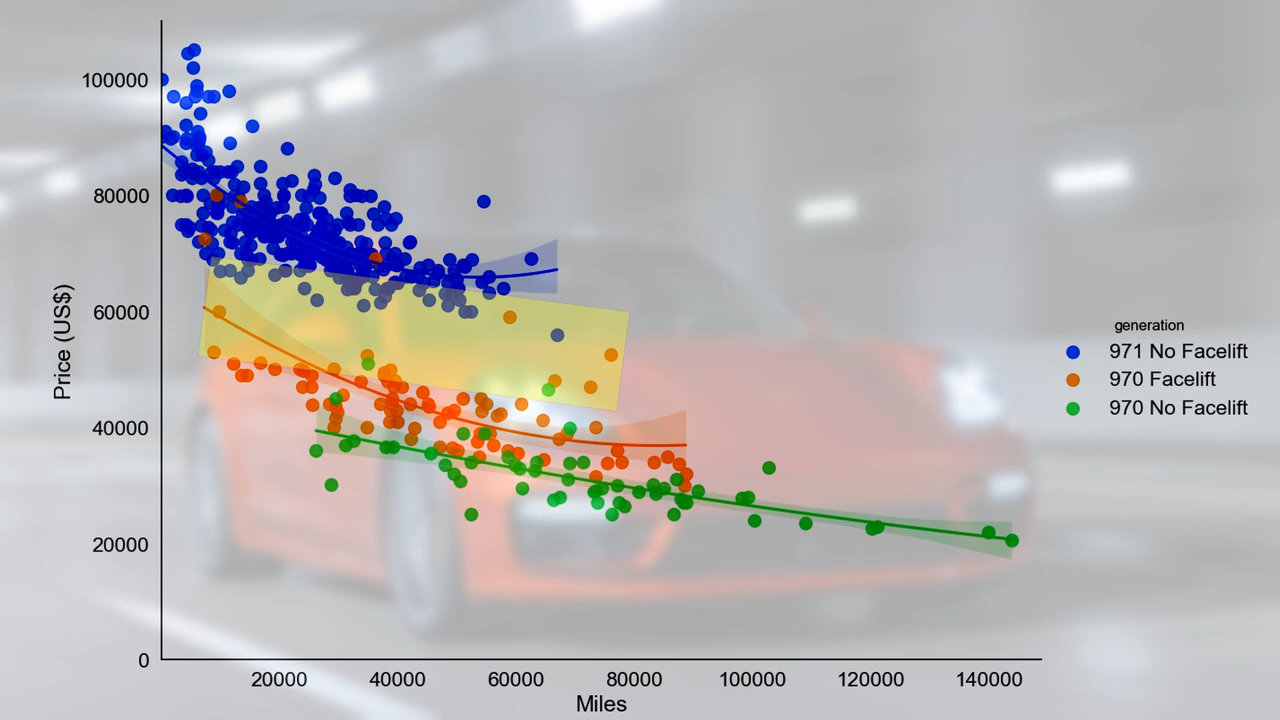 100000
80000
60000
40000
20000
0
Price (US$)
20000 40000 60000 80000 100000 120000 140000
Miles
generation
971 No Facelift
970 Facelift
970 No Facelift